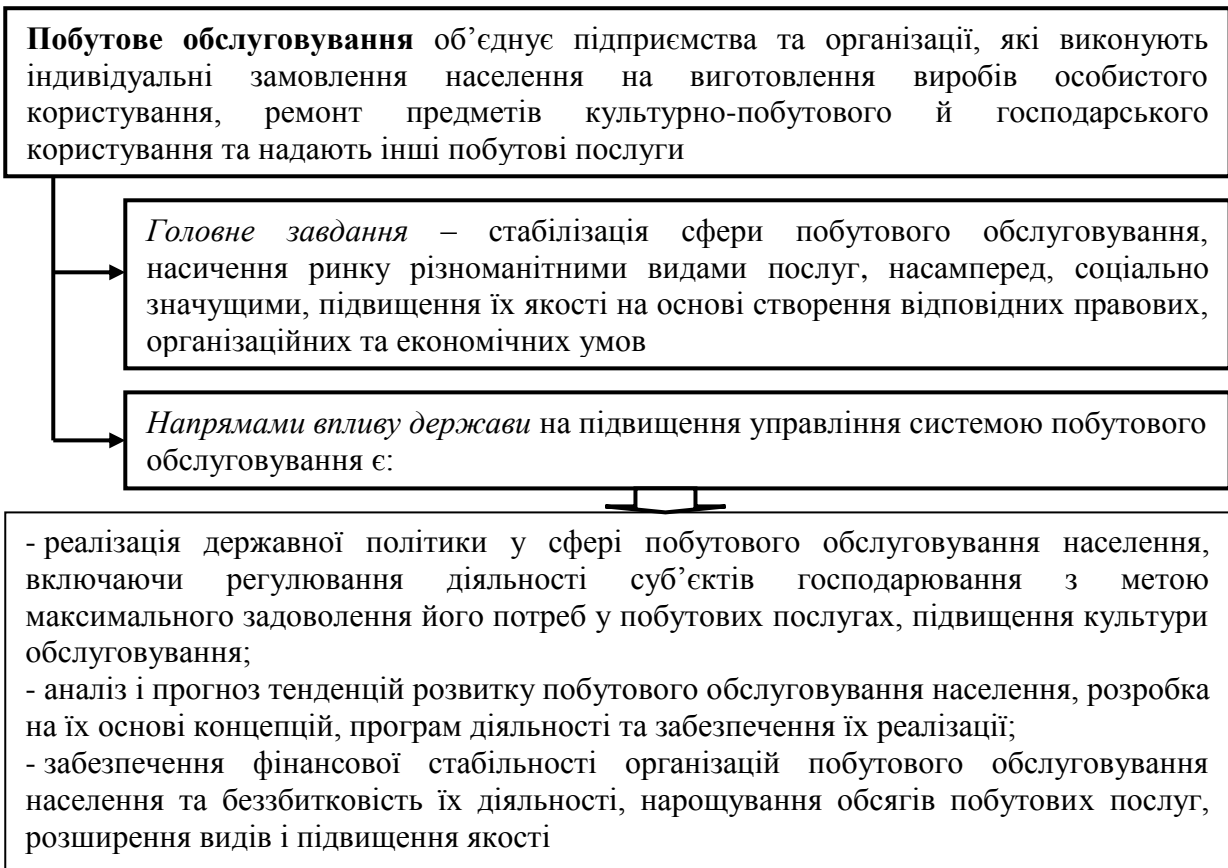 Побутове обслуговування об’єднує підприємства та організації, які виконують
індивідуальні замовлення населення на виготовлення виробів особистого
користування, ремонт предметів культурно-побутового й господарського
користування та надають інші побутові послуги
Головне завдання – стабілізація сфери побутового обслуговування,
насичення ринку різноманітними видами послуг, насамперед, соціально
значущими, підвищення їх якості на основі створення відповідних правових,
організаційних та економічних умов
Напрямами впливу держави на підвищення управління системою побутового
обслуговування є:
- реалізація державної політики у сфері побутового обслуговування населення,
включаючи регулювання діяльності суб’єктів господарювання з метою
максимального задоволення його потреб у побутових послугах, підвищення культури
обслуговування;
- аналіз і прогноз тенденцій розвитку побутового обслуговування населення, розробка
на їх основі концепцій, програм діяльності та забезпечення їх реалізації;
- забезпечення фінансової стабільності організацій побутового обслуговування
населення та беззбитковість їх діяльності, нарощування обсягів побутових послуг,
розширення видів і підвищення якості